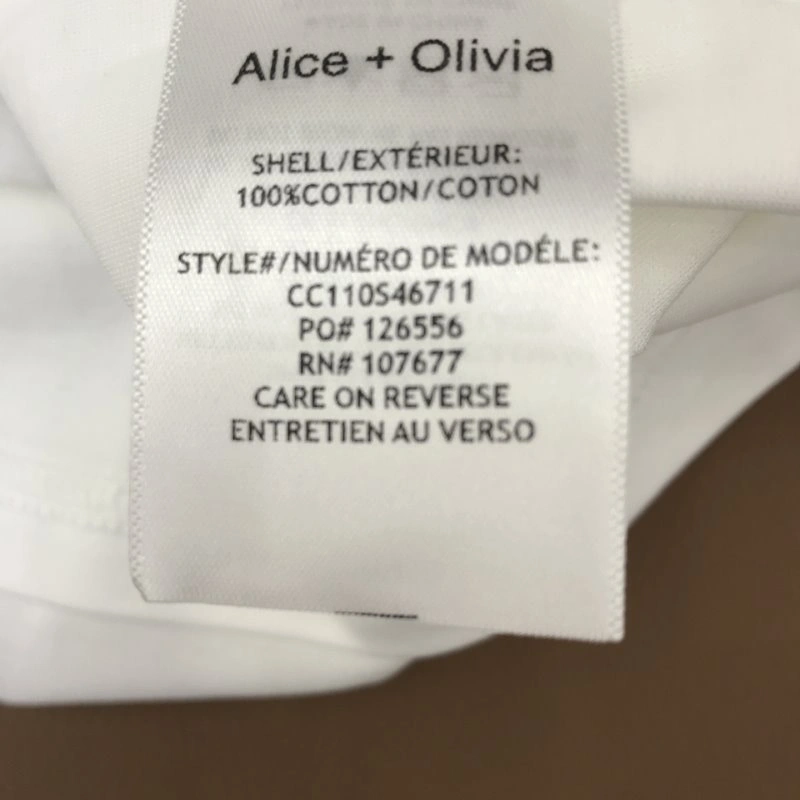 Alice + Olivia
SHELL/EXTÉRIEUR:
100%COTTON/COTON
STYLE#/NUMÉRO DE MODÉLE:
CC110S46711
PO# 126556
RN# 107677
CARE ON REVERSE
ENTRETIEN AU VERSO